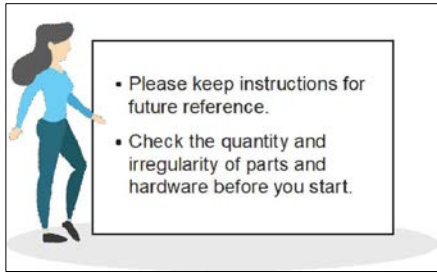 ▪ Please keep instructions for
future reference.
▪ Check the quantity and
irregularity of parts and
hardware before you start.